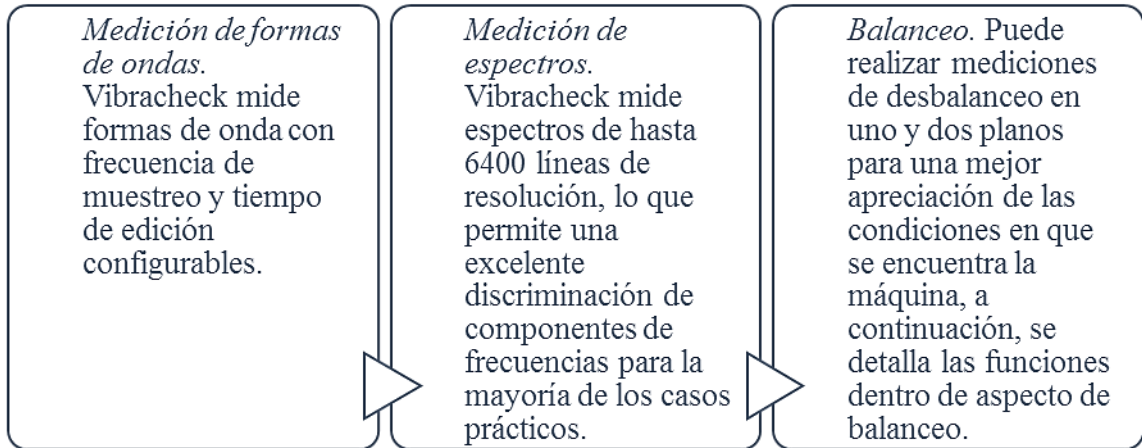 Medición de formas
de ondas.
Vibracheck mide
formas de onda con
frecuencia de
muestreo y tiempo
de edición
configurables.
Medición de
espectros.
Vibracheck mide
espectros de hasta
6400 líneas de
resolución, lo que
permite una
excelente
discriminación de
componentes de
frecuencias para la
mayoría de los casos
prácticos.
Balanceo. Puede
realizar mediciones
de desbalanceo en
uno y dos planos
para una mejor
apreciación de las
condiciones en que
se encuentra la
máquina, a
continuación, se
detalla las funciones
dentro de aspecto de
balanceo.